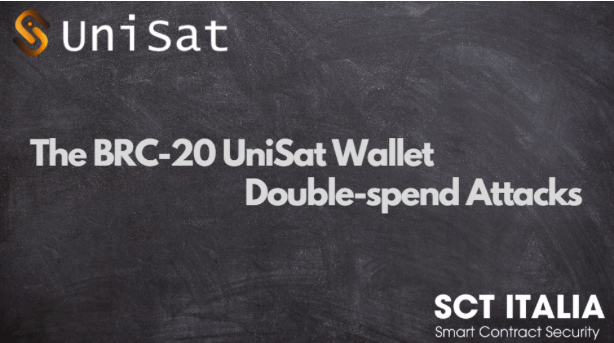 UniSat
The BRC-20 UniSat Wallet
Double-spend Attacks
SCT ITALIA
Smart Contract Security